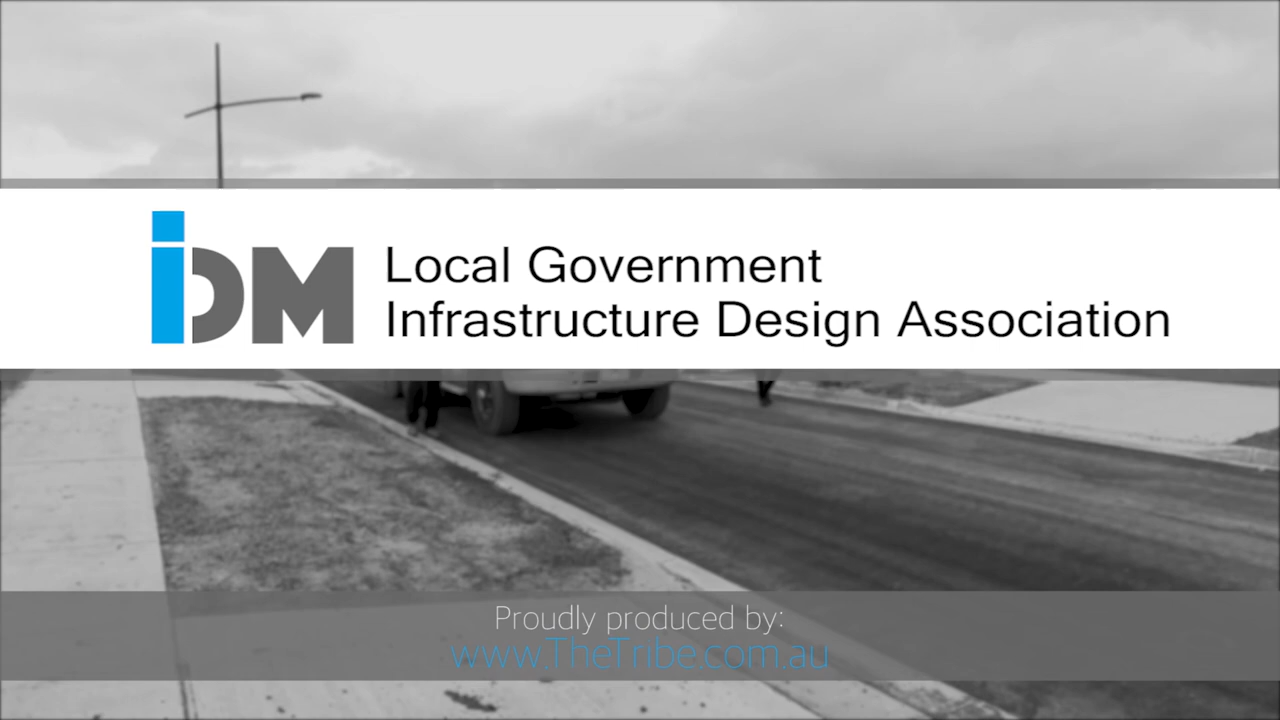 iDM
Local Government
Infrastructure Design Association
Proudly produced by:
www.TheTribe.com.au